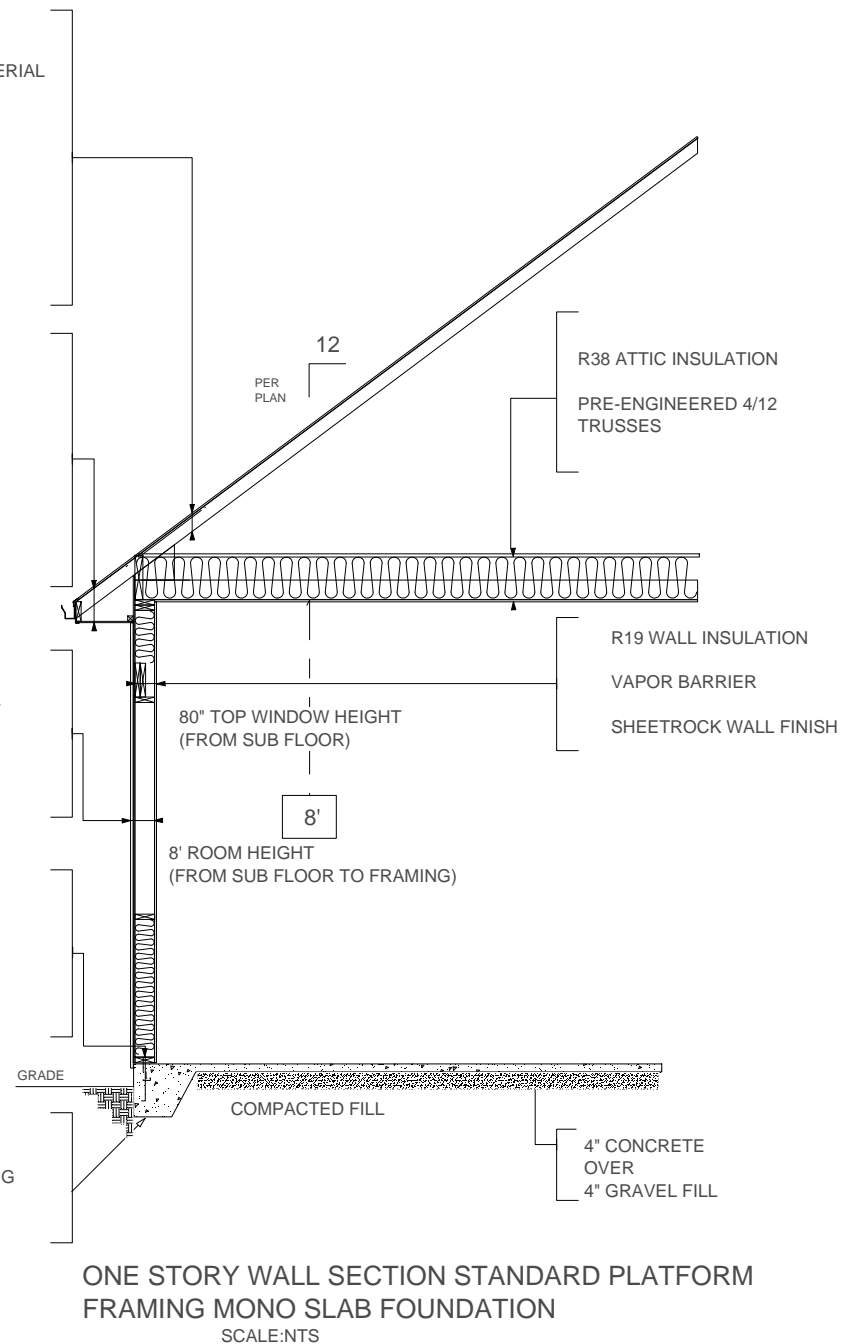 ERIAL
12
PER
PLAN
R38 ATTIC INSULATION
PRE-ENGINEERED 4/12
TRUSSES
R19 WALL INSULATION
VAPOR BARRIER
SHEETROCK WALL FINISH
80" TOP WINDOW HEIGHT
(FROM SUB FLOOR)
8'
8' ROOM HEIGHT
(FROM SUB FLOOR TO FRAMING)
GRADE
COMPACTED FILL
G
4" CONCRETE
OVER
4" GRAVEL FILL
ONE STORY WALL SECTION STANDARD PLATFORM
FRAMING MONO SLAB FOUNDATION
SCALE:NTS